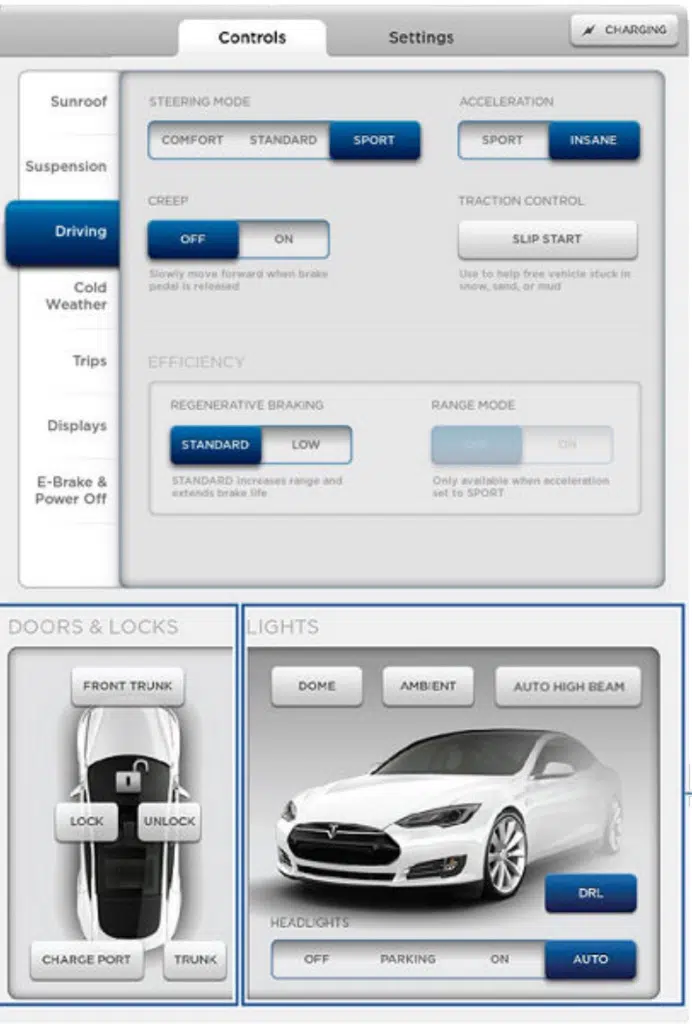 Controls
Settings
CHARGING
Sunroof
Suspension
Driving
Cold
Weather
Trips
Displays
E-Brake &
Power Off
STEERING MODE
COMFORT STANDARD SPORT
ACCELERATION
SPORT INSANE
CREEP
OFF ON
Slowly move forward when brake
pedal is released
TRACTION CONTROL
SLIP START
Use to help free vehicle stuck in
snow, sand, or mud
EFFICIENCY
REGENERATIVE BRAKING
STANDARD LOW
STANDARD increases range and
extends brake life
RANGE MODE
OFF ON
Only available when acceleration
set to SPORT
DOORS & LOCKS
FRONT TRUNK
LOCK UNLOCK
CHARGE PORT TRUNK
LIGHTS
DOME AMBIENT AUTO HIGH BEAM
DRL
HEADLIGHTS
OFF PARKING ON AUTO